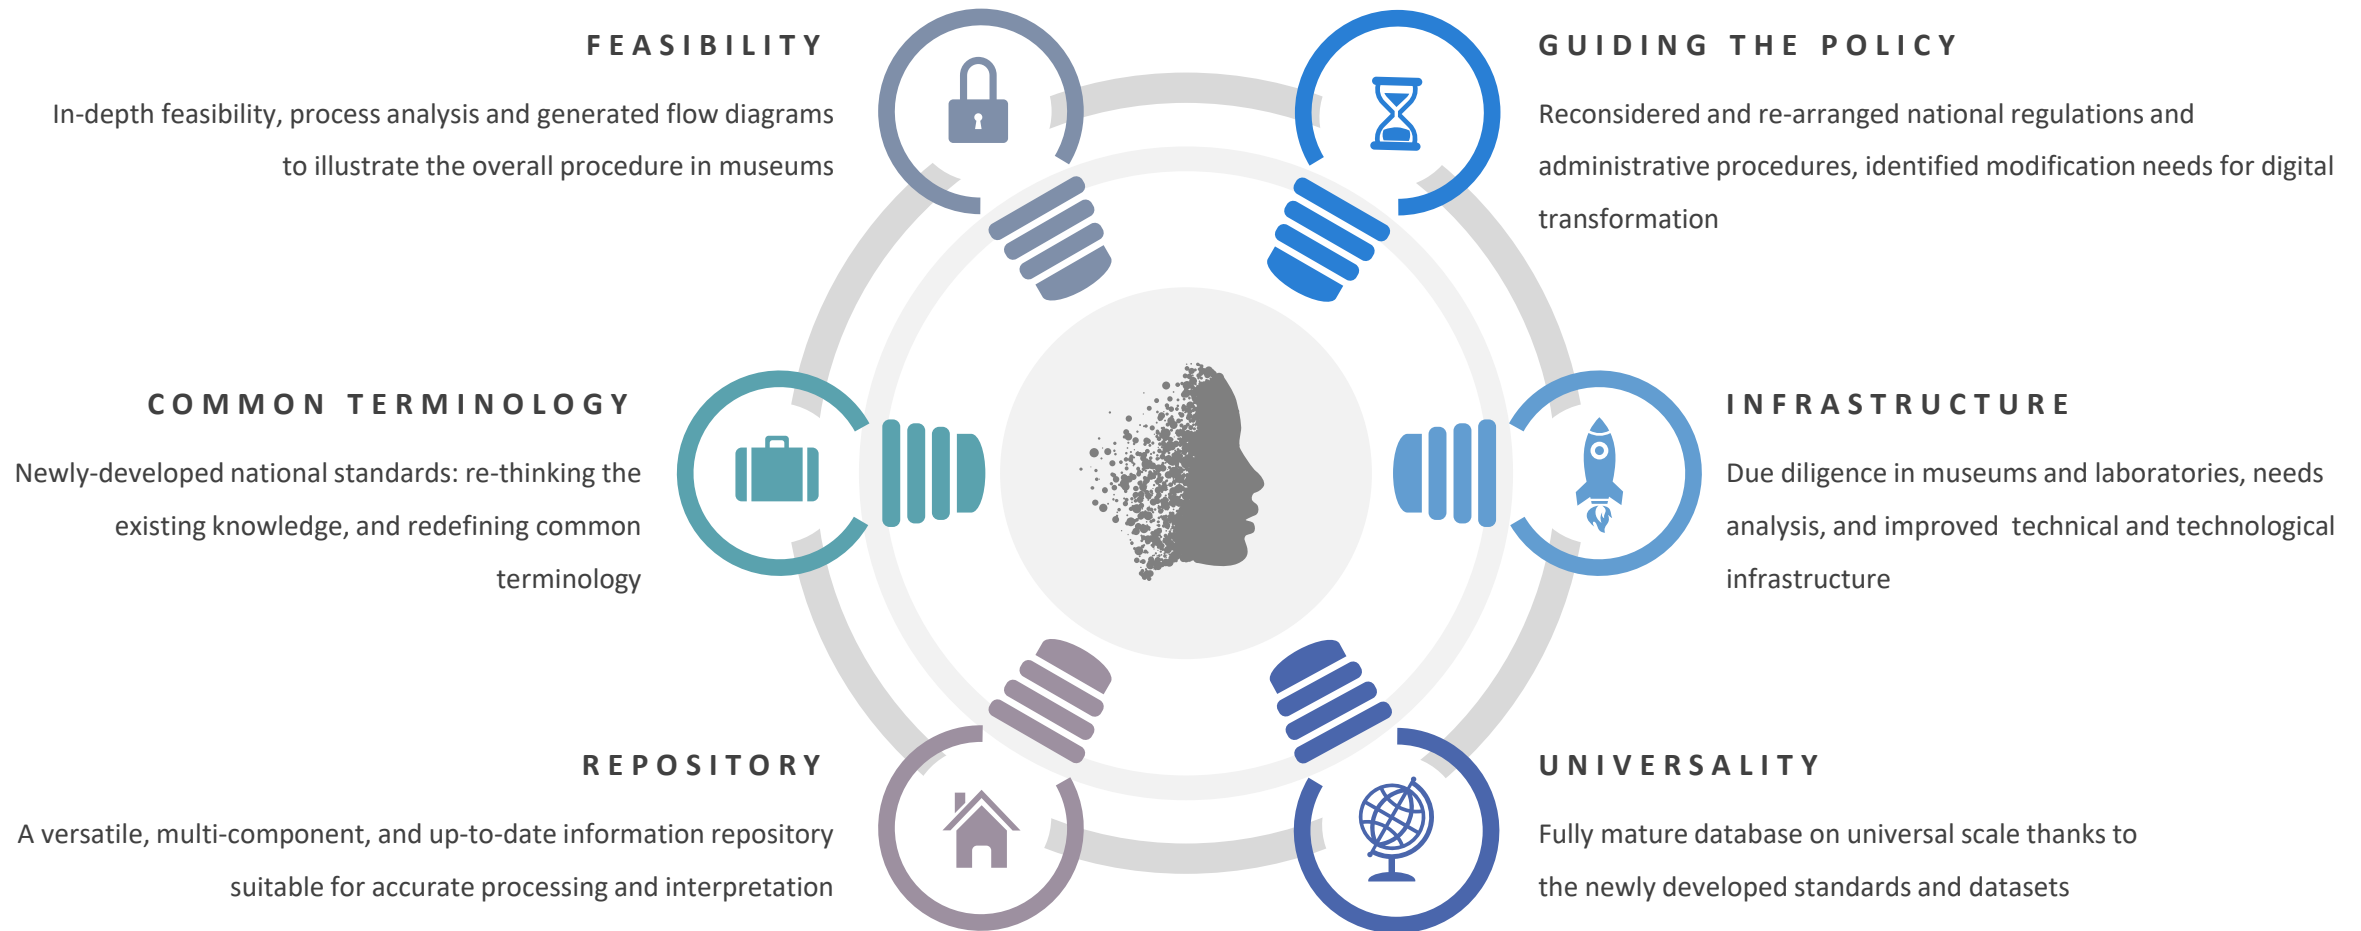 FEASIBILITY
In-depth feasibility, process analysis and generated flow diagrams
to illustrate the overall procedure in museums
GUIDING THE POLICY
Reconsidered and re-arranged national regulations and
administrative procedures, identified modification needs for digital
transformation
COMMON TERMINOLOGY
Newly-developed national standards: re-thinking the
existing knowledge, and redefining common
terminology
INFRASTRUCTURE
Due diligence in museums and laboratories, needs
analysis, and improved  technical and technological
infrastructure
REPOSITORY
A versatile, multi-component, and up-to-date information repository
suitable for accurate processing and interpretation
UNIVERSALITY
Fully mature database on universal scale thanks to
the newly developed standards and datasets